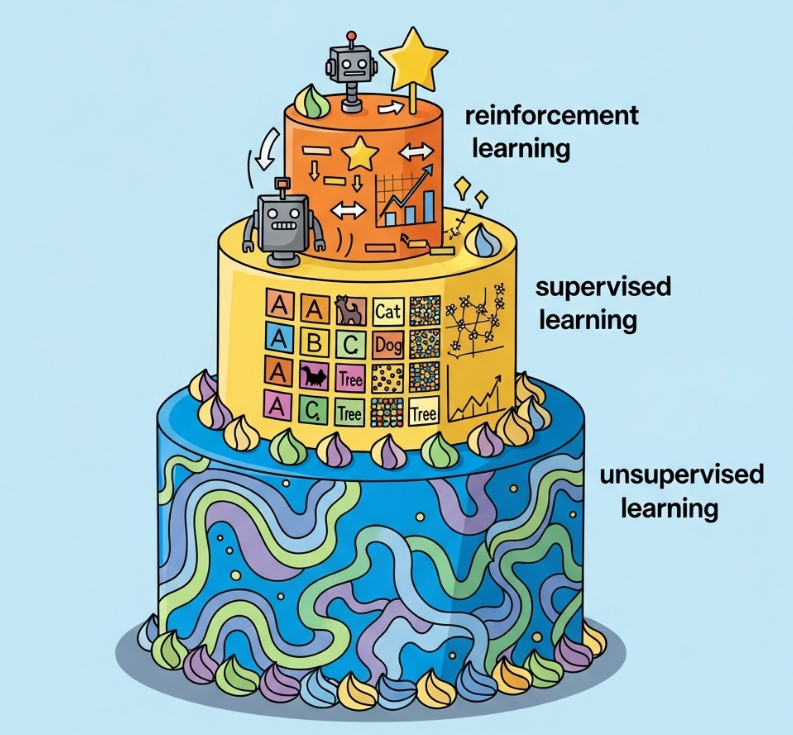 reinforcement
learning
supervised
learning
A A Cat
A B C Dog
A Tree
A C Tree Tree
unsupervised
learning